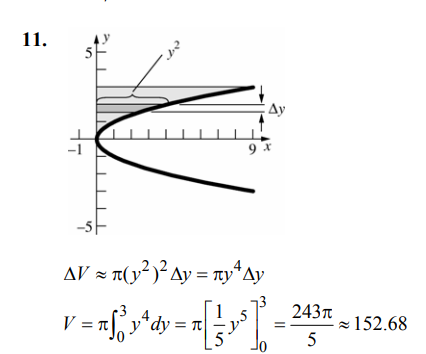 11.
y
5
y²
Δy
-1
9 x
-5
ΔV ≈ π(y²)² Δy = πy⁴Δy
V = π∫₀³ y⁴dy = π[1/5 y⁵]₀³ = 243π/5 ≈ 152.68